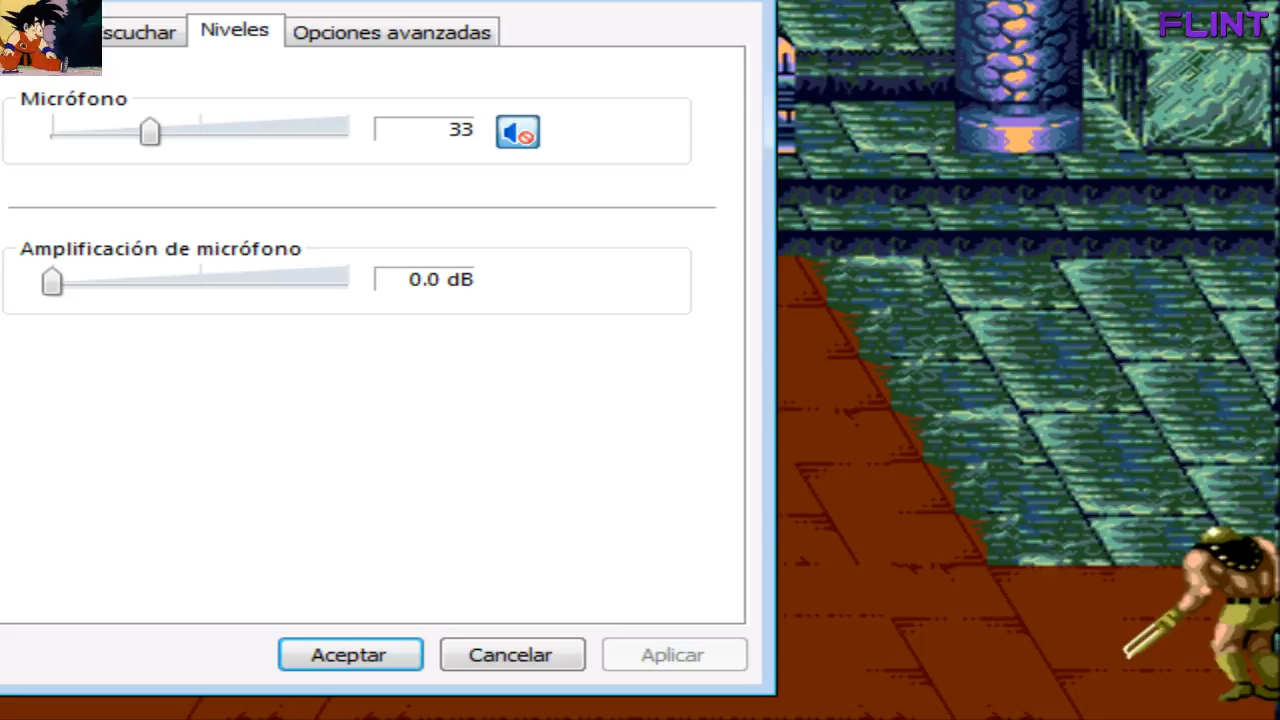 scuchar
Niveles
Opciones avanzadas
FLINT
Micrófono
33
Amplificación de micrófono
0.0 dB
Aceptar
Cancelar
Aplicar